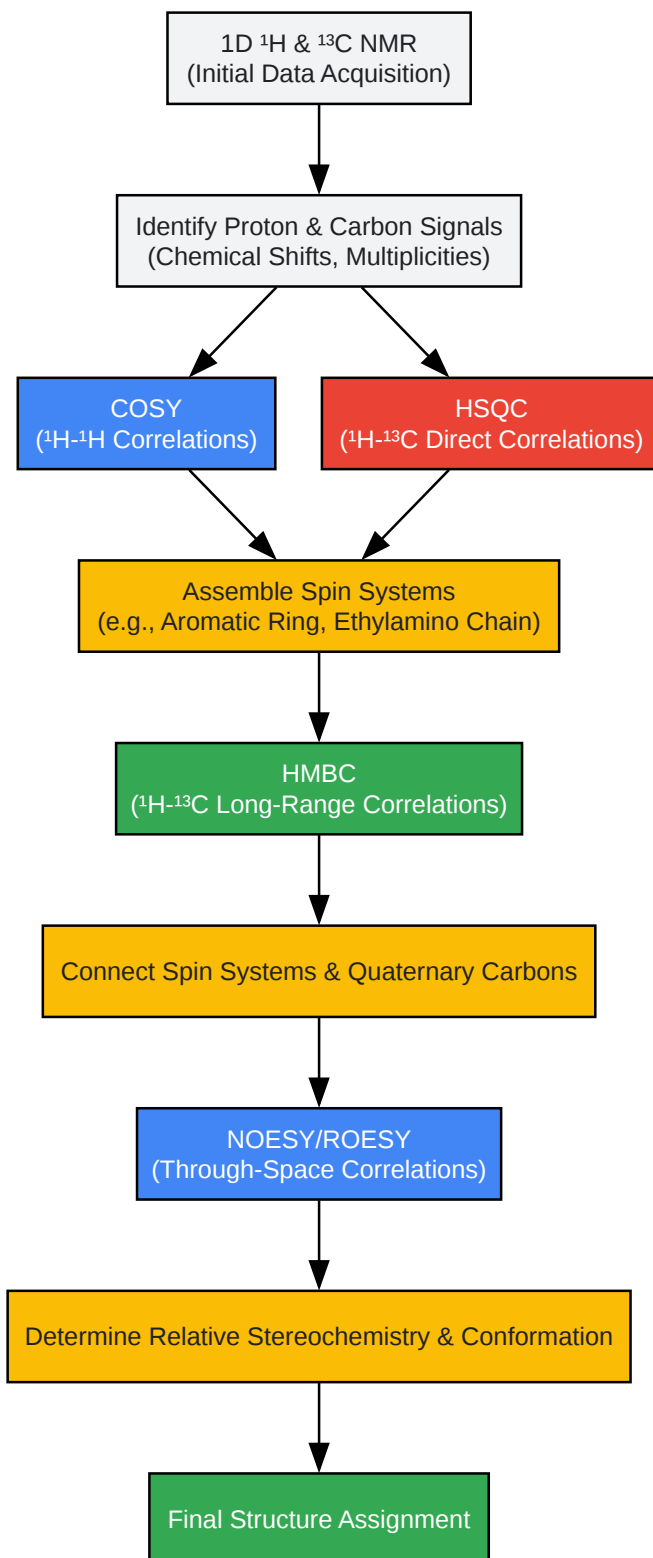 1D ¹H & ¹³C NMR
(Initial Data Acquisition)
Identify Proton & Carbon Signals
(Chemical Shifts, Multiplicities)
COSY
(¹H-¹H Correlations)
HSQC
(¹H-¹³C Direct Correlations)
Assemble Spin Systems
(e.g., Aromatic Ring, Ethylamino Chain)
HMBC
(¹H-¹³C Long-Range Correlations)
Connect Spin Systems & Quaternary Carbons
NOESY/ROESY
(Through-Space Correlations)
Determine Relative Stereochemistry & Conformation
Final Structure Assignment